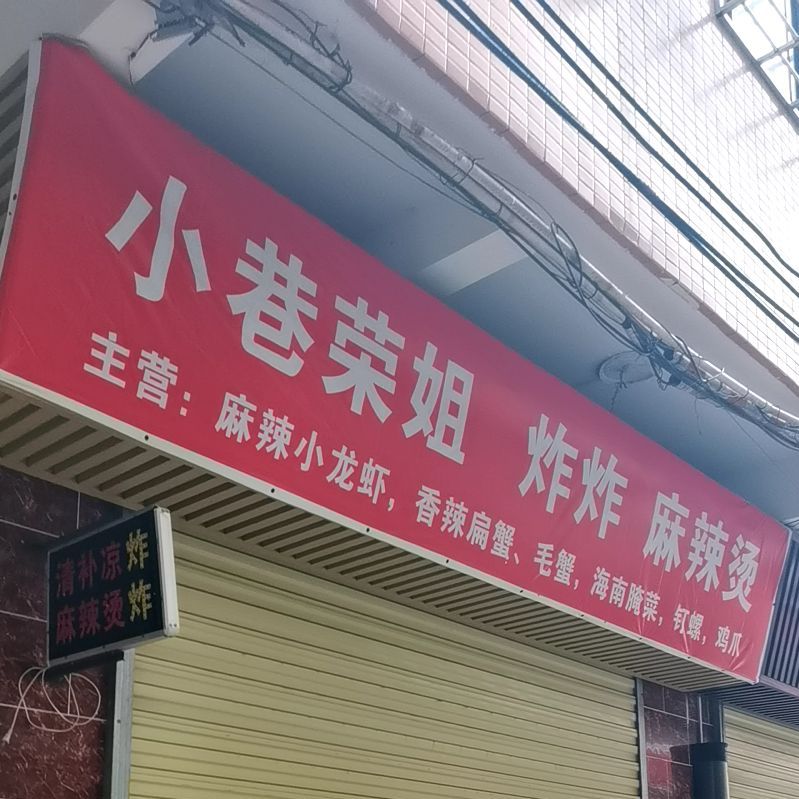 小巷荣姐 炸炸 麻辣烫
主营：麻辣小龙虾，香辣扁蟹、毛蟹，海南腌菜，钉螺，鸡爪
清补凉炸
麻辣烫炸